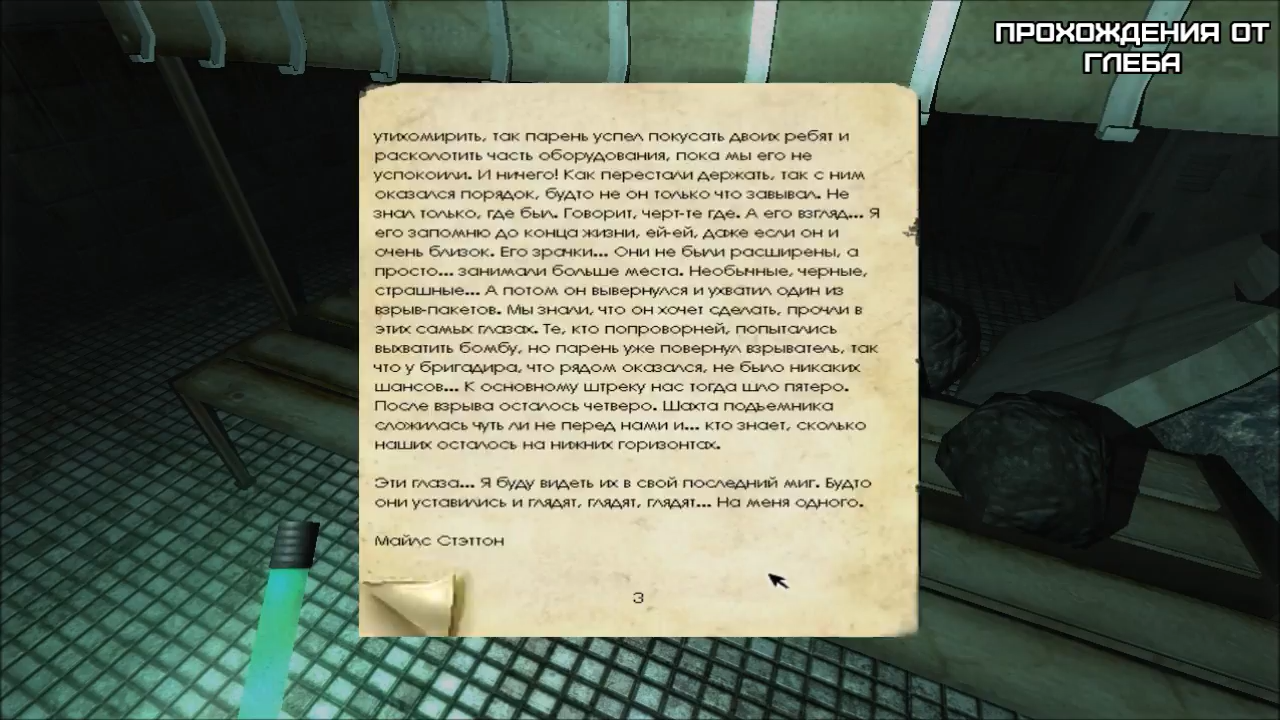 ПРОХОЖДЕНИЯ ОТ
ГЛЕБА
утихомирить, так парень успел покусать двоих ребят и
расколотить часть оборудования, пока мы его не
успокоили. И ничего! Как перестали держать, так с ним
оказался порядок, будто не он только что завывал. Не
знал только, где был. Говорит, черт-те где. А его взгляд... Я
его запомню до конца жизни, ей-ей, даже если он и
очень близок. Его зрачки... Они не были расширены, а
просто... занимали больше места. Необычные, черные,
страшные... А потом он вывернулся и ухватил один из
взрыв-пакетов. Мы знали, что он хочет сделать, прочли в
этих самых глазах. Те, кто попроворней, попытались
выхватить бомбу, но парень уже повернул взрыватель, так
что у бригадира, что рядом оказался, не было никаких
шансов... К основному штреку нас тогда шло пятеро.
После взрыва осталось четверо. Шахта подъемника
сложилась чуть ли не перед нами и... кто знает, сколько
наших осталось на нижних горизонтах.
Эти глаза... Я буду видеть их в свой последний миг. Будто
они уставились и глядят, глядят, глядят... На меня одного.
Майлс Стэттон
3